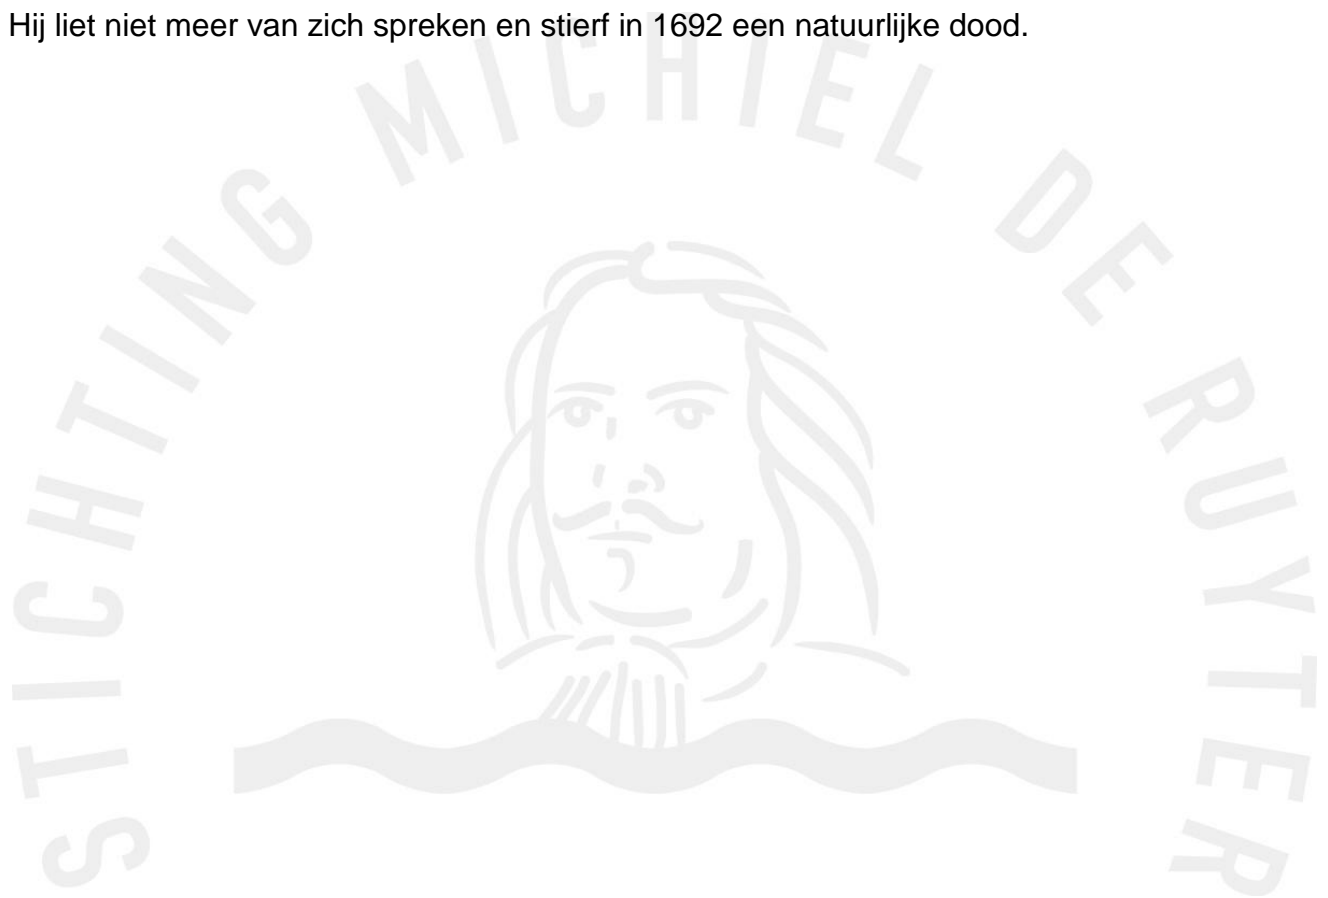 Hij liet niet meer van zich spreken en stierf in 1692 een natuurlijke dood.
STICHTING MICHIEL DE RUYTER